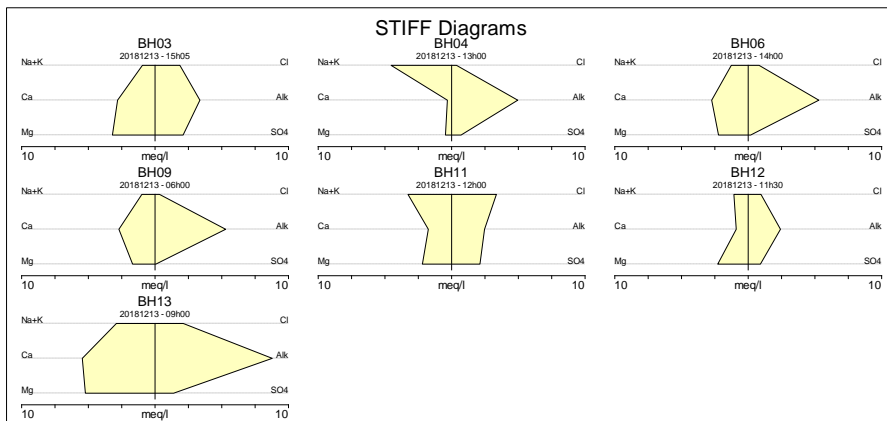 STIFF Diagrams
BH03
20181213 - 15h05
Na+K Cl
Ca Alk
Mg SO4
10 meq/l 10
BH04
20181213 - 13h00
Na+K Cl
Ca Alk
Mg SO4
10 meq/l 10
BH06
20181213 - 14h00
Na+K Cl
Ca Alk
Mg SO4
10 meq/l 10
BH09
20181213 - 06h00
Na+K Cl
Ca Alk
Mg SO4
10 meq/l 10
BH11
20181213 - 12h00
Na+K Cl
Ca Alk
Mg SO4
10 meq/l 10
BH12
20181213 - 11h30
Na+K Cl
Ca Alk
Mg SO4
10 meq/l 10
BH13
20181213 - 09h00
Na+K Cl
Ca Alk
Mg SO4
10 meq/l 10